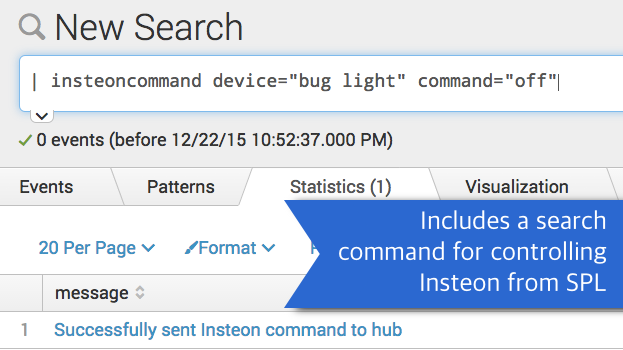 New Search
| insteoncommand device="bug light" command="off"
0 events (before 12/22/15 10:52:37.000 PM)
Events Patterns Statistics (1) Visualization
20 Per Page Format
Includes a search
command for controlling
Insteon from SPL
message
1 Successfully sent Insteon command to hub